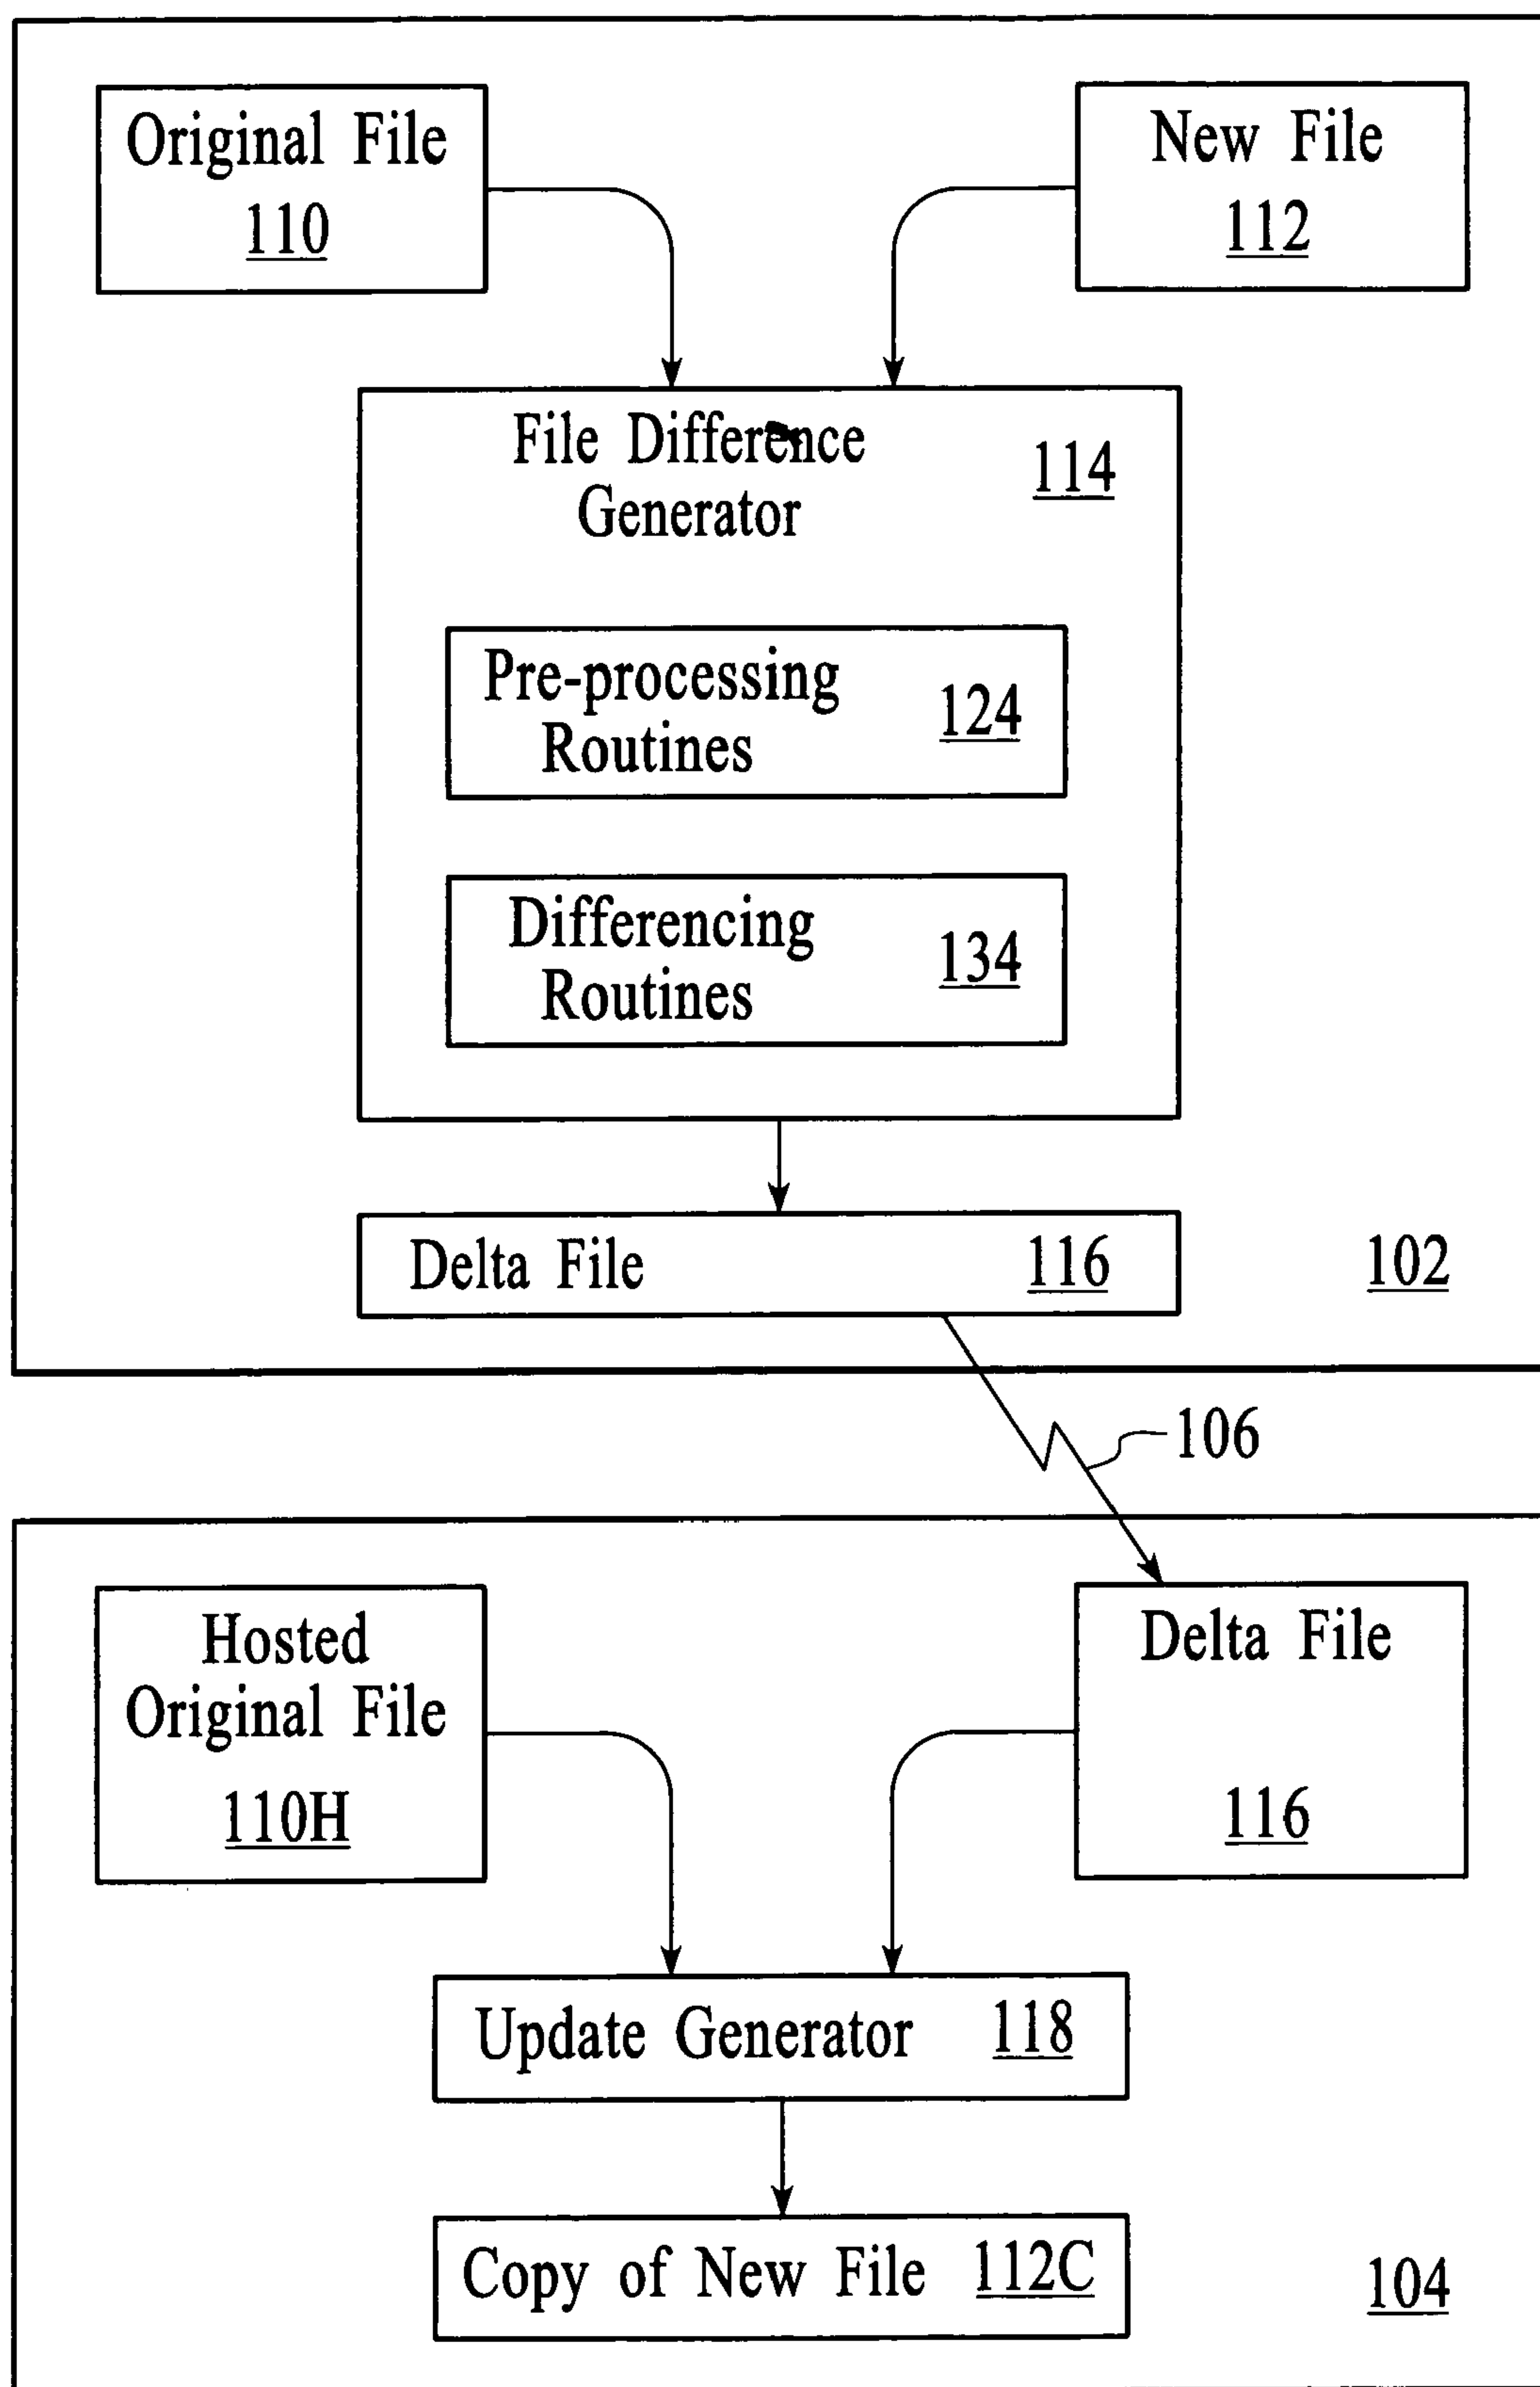 Original File
110
New File
112
File Difference
Generator
114
Pre-processing
Routines
124
Differencing
Routines
134
Delta File
116
102
106
Hosted
Original File
110H
Delta File
116
Update Generator 118
Copy of New File 112C
104